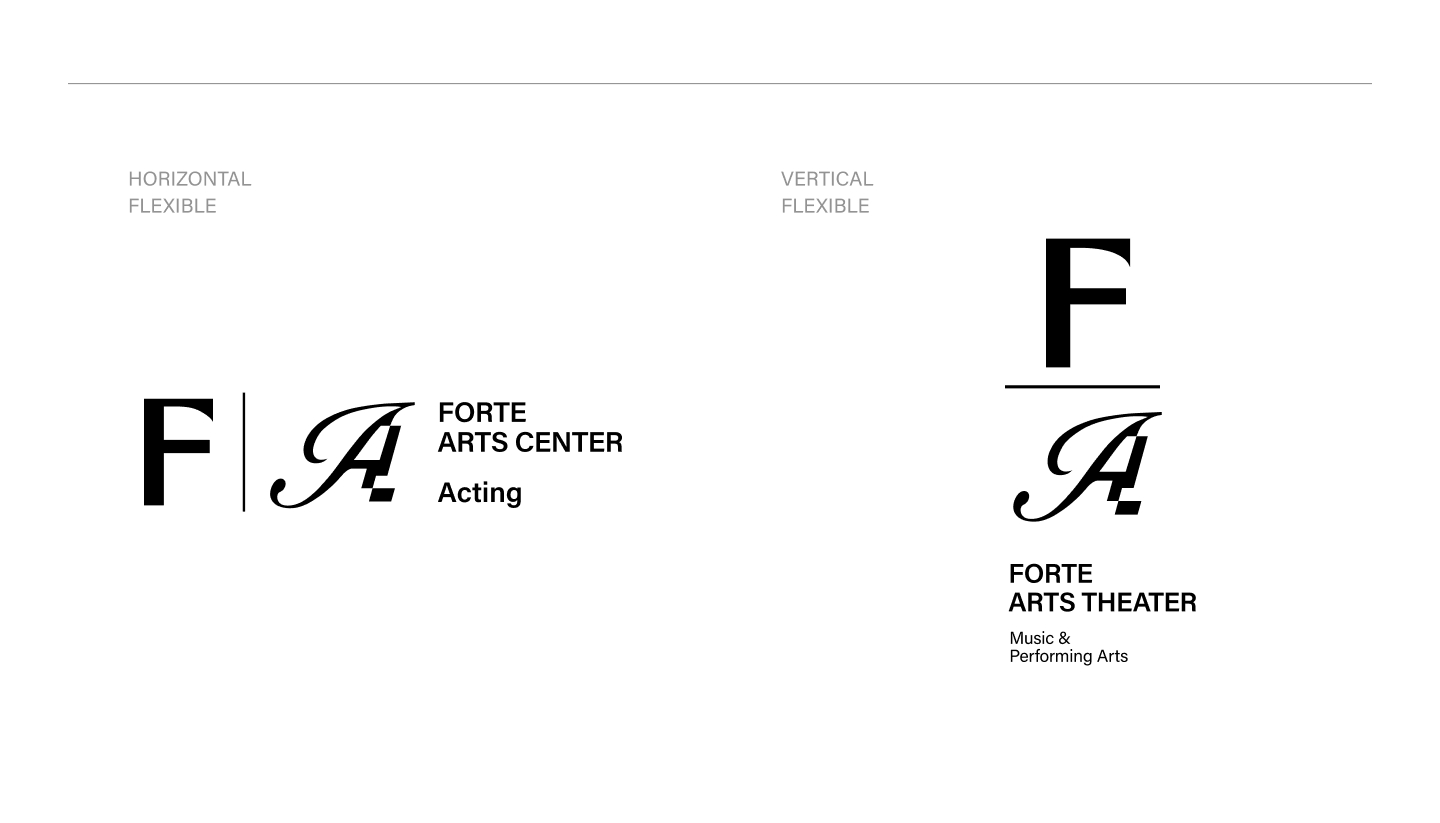 HORIZONTAL
FLEXIBLE
F A
FORTE
ARTS CENTER
Acting
VERTICAL
FLEXIBLE
F
A
FORTE
ARTS THEATER
Music &
Performing Arts